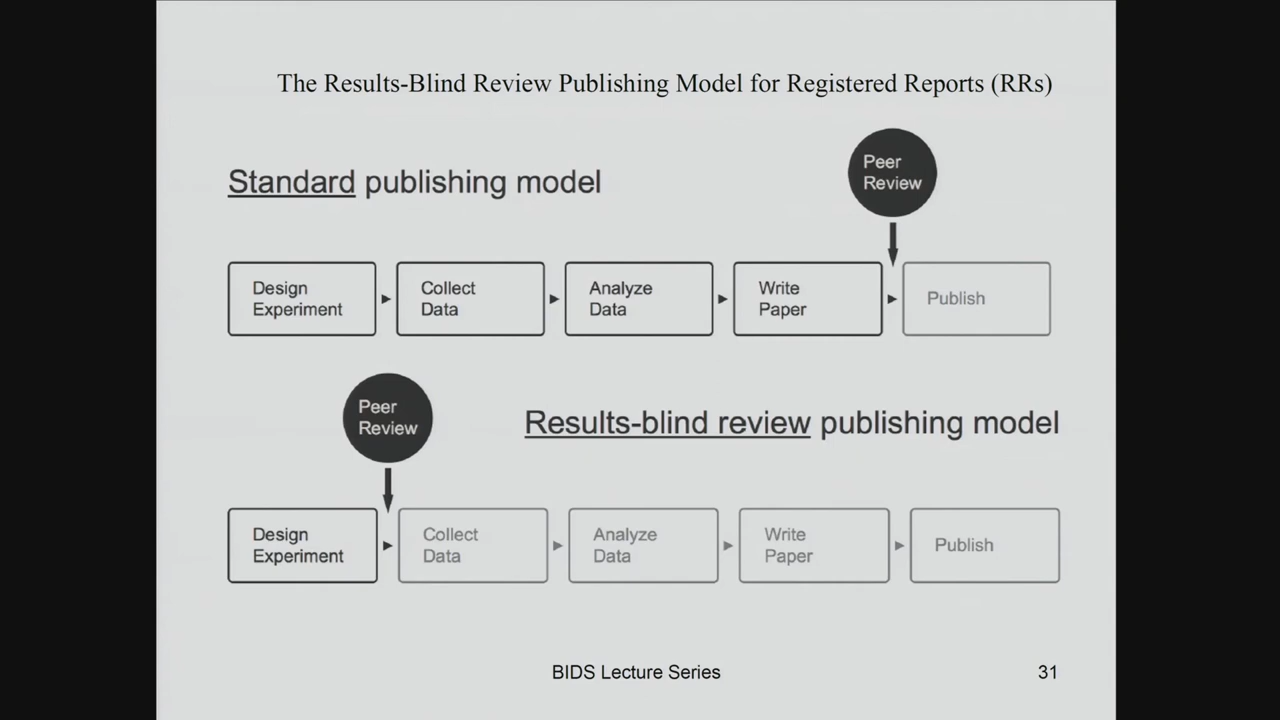 The Results-Blind Review Publishing Model for Registered Reports (RRs)
Standard publishing model
Peer
Review
Design
Experiment
Collect
Data
Analyze
Data
Write
Paper
Publish
Peer
Review
Results-blind review publishing model
Design
Experiment
Collect
Data
Analyze
Data
Write
Paper
Publish
BIDS Lecture Series
31